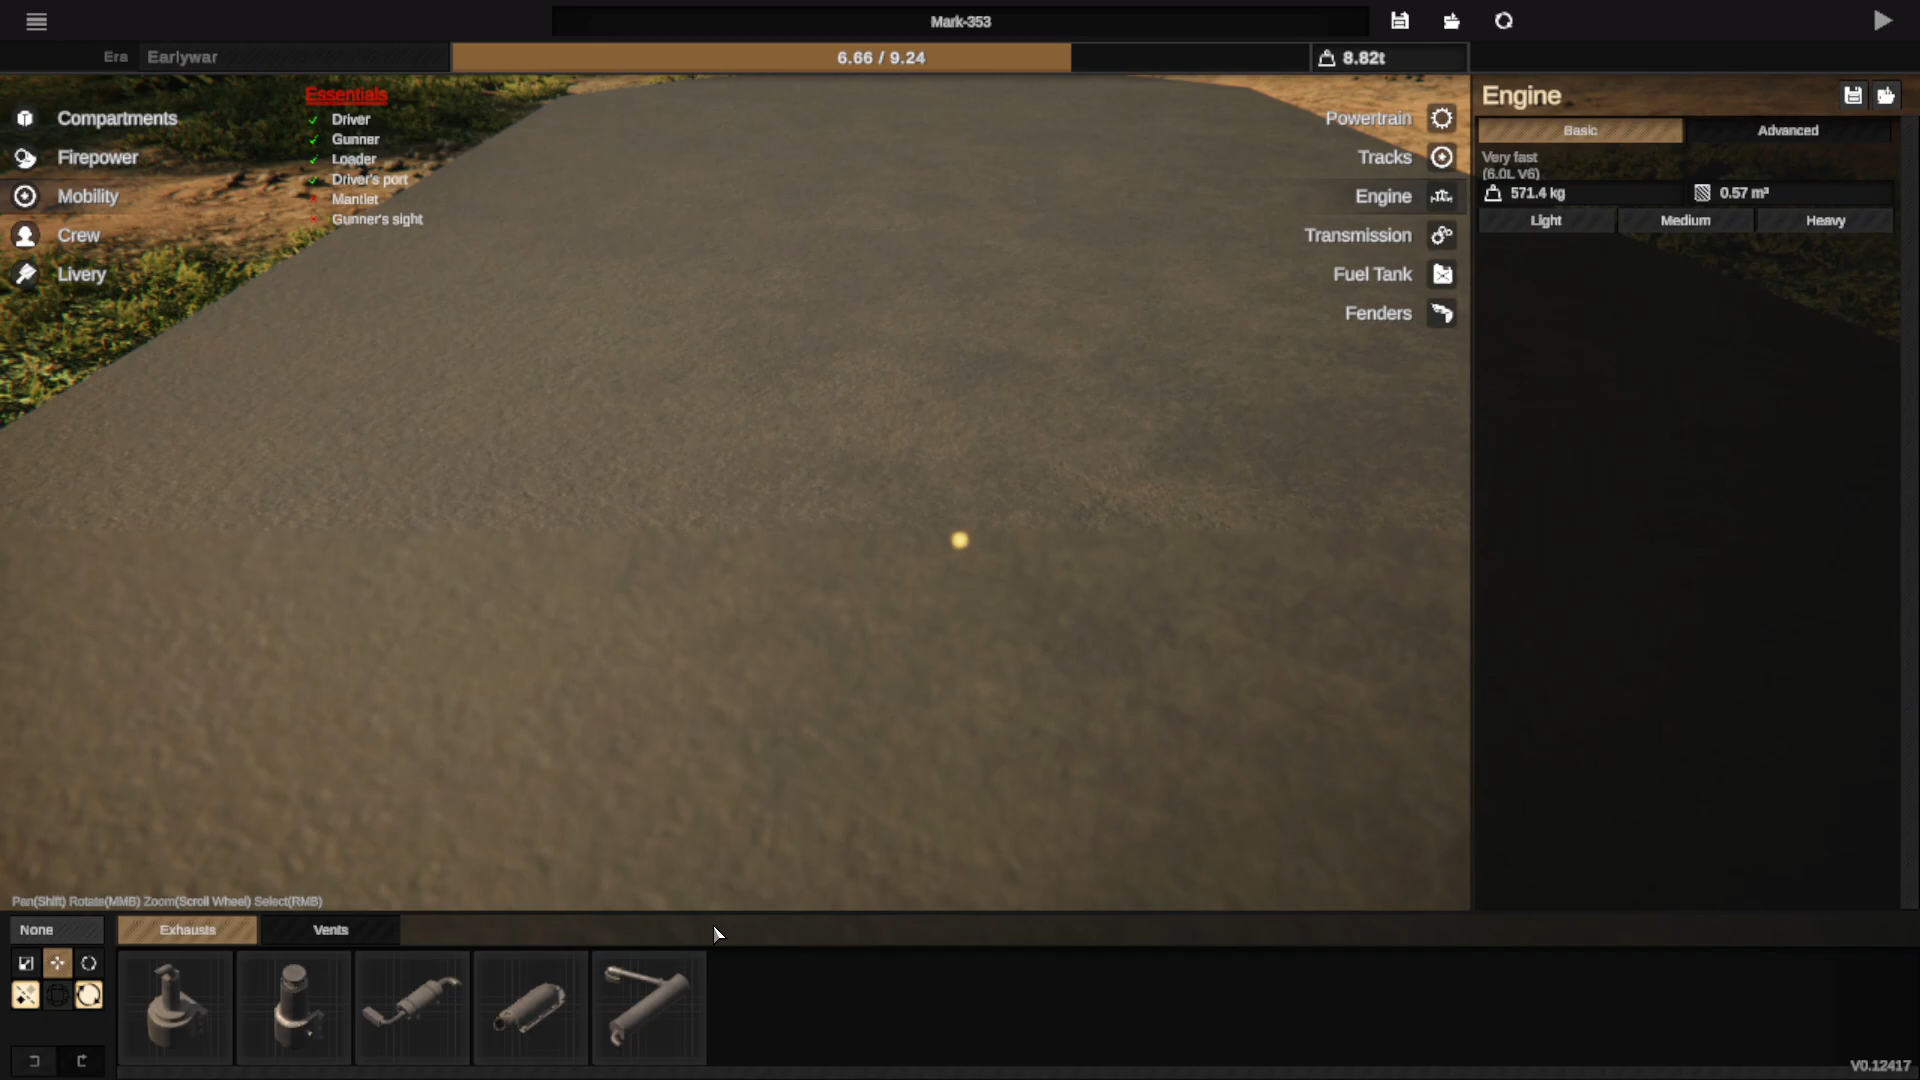 Mark-353
Era Earlywar
6.66 / 9.24
8.82t
Compartments
Firepower
Mobility
Crew
Livery
Essentials
Driver
Gunner
Loader
Driver's port
Mantlet
Gunner's sight
Powertrain
Tracks
Engine
Transmission
Fuel Tank
Fenders
Engine
Basic Advanced
Very fast
(6.0L V6)
571.4 kg 0.57 m³
Light Medium Heavy
Pan(Shift) Rotate(MMB) Zoom(Scroll Wheel) Select(RMB)
None Exhausts Vents
V0.12417